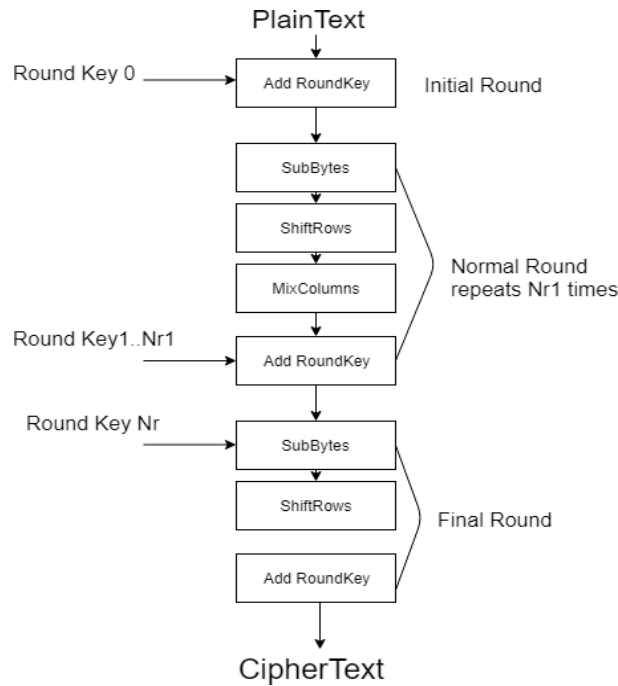 PlainText
Round Key 0
Add RoundKey
Initial Round
SubBytes
ShiftRows
MixColumns
Normal Round
repeats Nr1 times
Round Key1..Nr1
Add RoundKey
Round Key Nr
SubBytes
ShiftRows
Final Round
Add RoundKey
CipherText